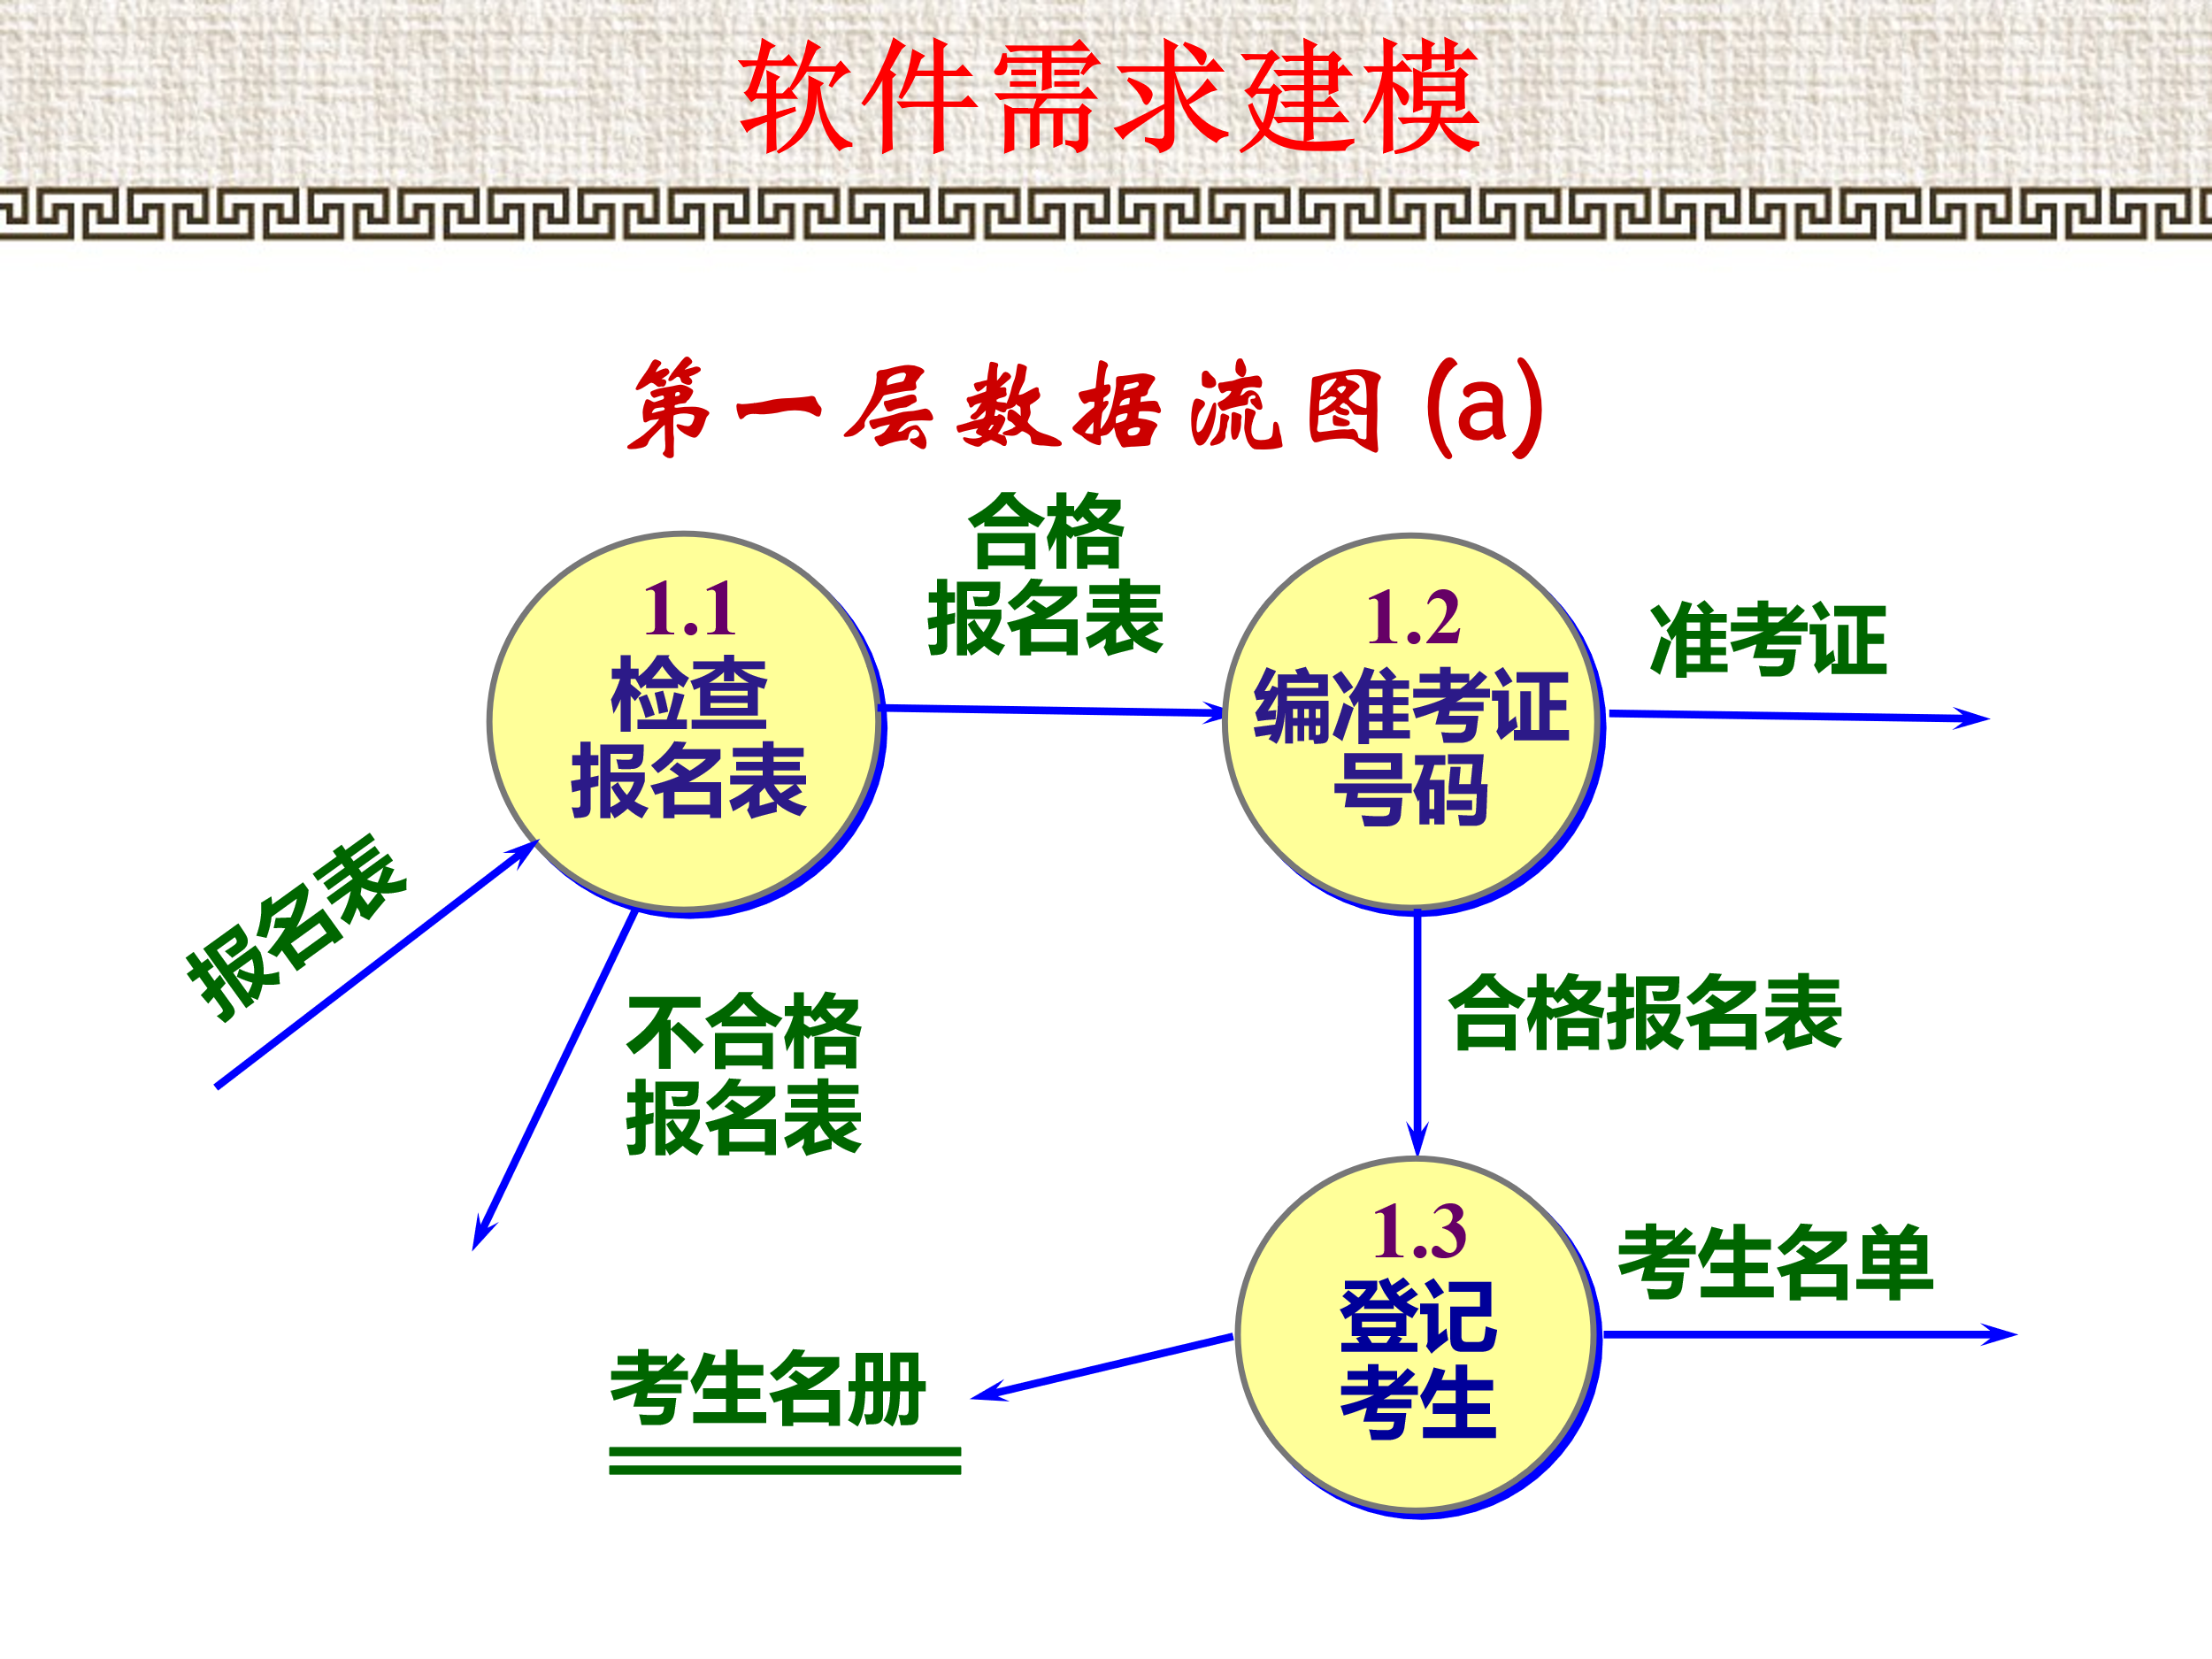 软件需求建模
第一层数据流图(a)
合格
报名表
1.1
检查
报名表
1.2
编准考证
号码
准考证
报名表
不合格
报名表
合格报名表
1.3
登记
考生
考生名单
考生名册